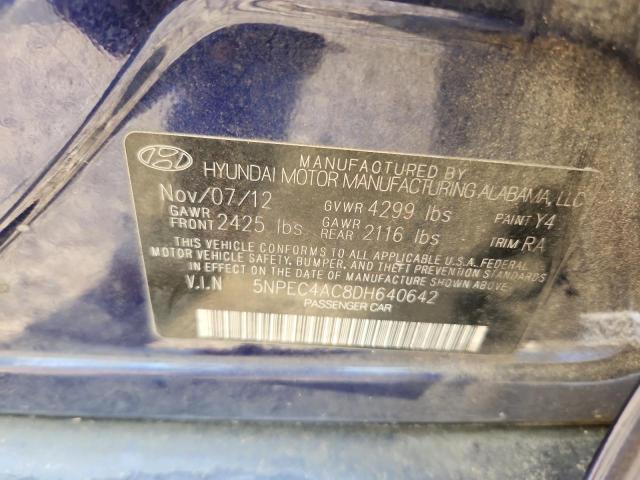 MANUFACTURED BY
HYUNDAI MOTOR MANUFACTURING ALABAMA, LLC
Nov/07/12 GVWR 4299 lbs PAINT Y4
GAWR FRONT 2425 lbs GAWR REAR 2116 lbs TRIM RA
THIS VEHICLE CONFORMS TO ALL APPLICABLE U.S.A. FEDERAL
MOTOR VEHICLE SAFETY, BUMPER, AND THEFT PREVENTION STANDARDS
IN EFFECT ON THE DATE OF MANUFACTURE SHOWN ABOVE.
V.I.N 5NPEC4AC8DH640642
PASSENGER CAR